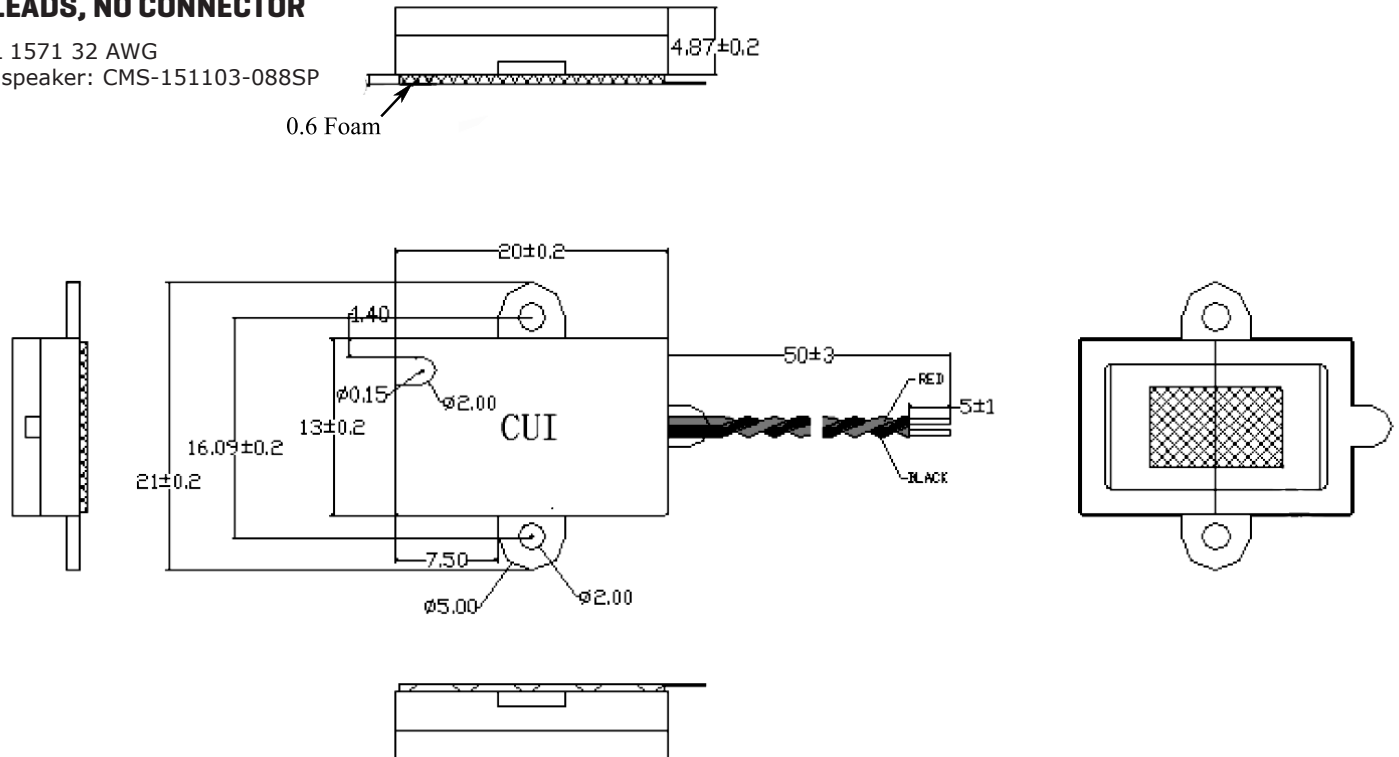 LEADS, NO CONNECTOR
1571 32 AWG
speaker: CMS-151103-088SP
4.87±0.2
0.6 Foam
20±0.2
1.40
50±3
RED
5±1
ø0.15
ø2.00
13±0.2
CUI
16.09±0.2
21±0.2
BLACK
7.50
ø5.00
ø2.00